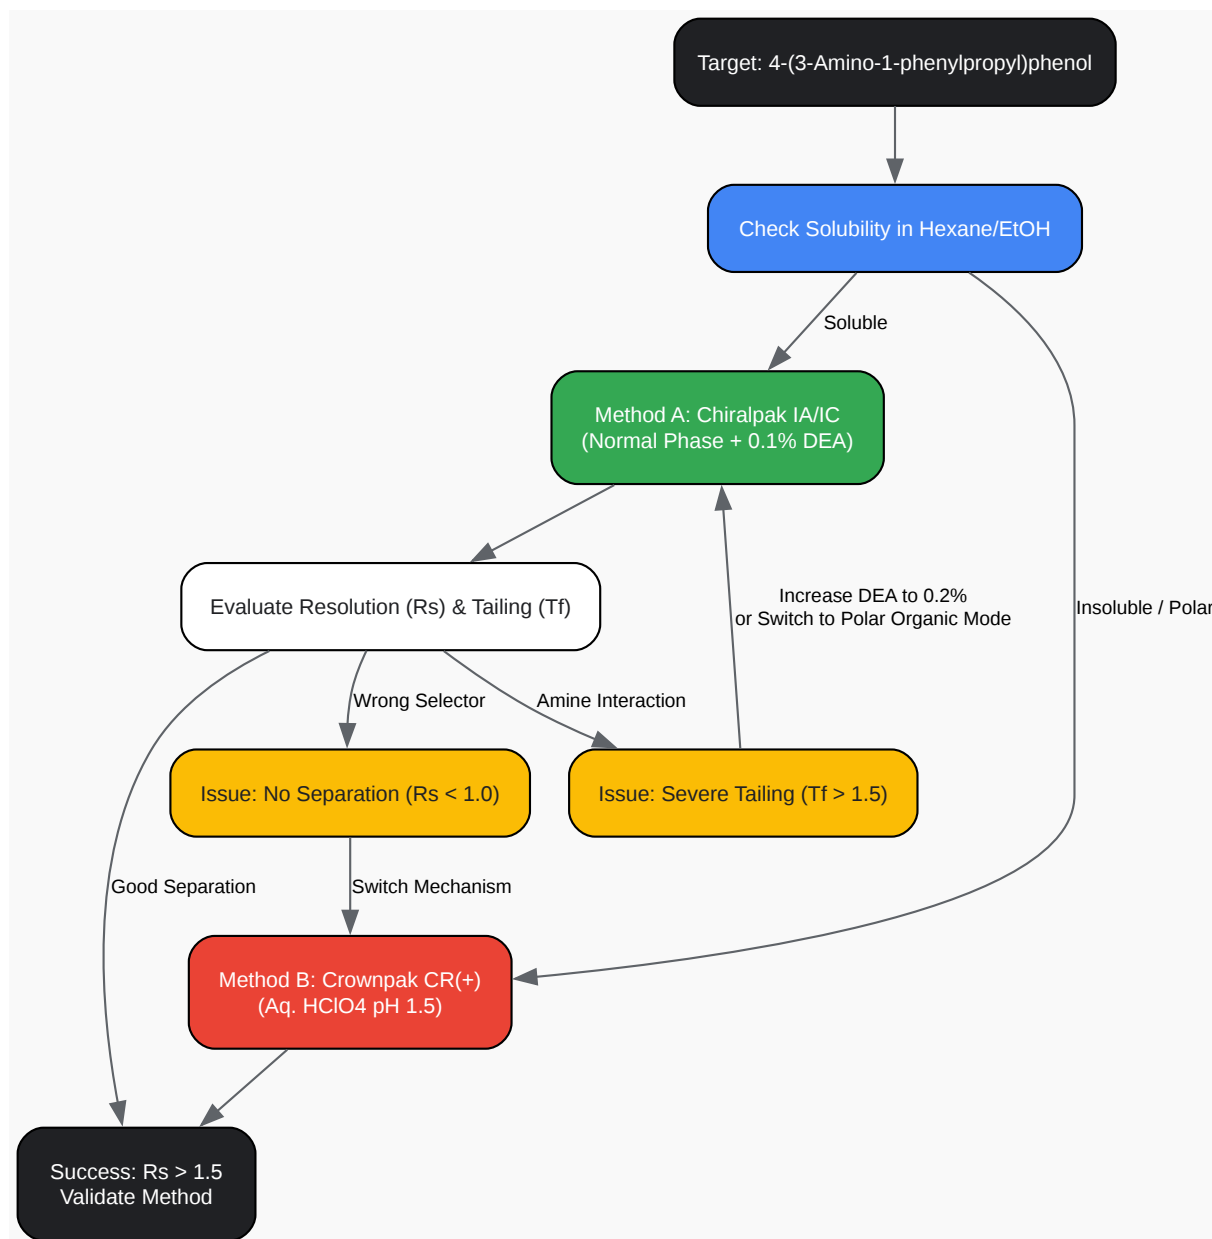 Target: 4-(3-Amino-1-phenylpropyl)phenol
Check Solubility in Hexane/EtOH
Soluble
Method A: Chiralpak IA/IC
(Normal Phase + 0.1% DEA)
Increase DEA to 0.2%
or Switch to Polar Organic Mode
Insoluble / Polar
Evaluate Resolution (Rs) & Tailing (Tf)
Wrong Selector
Amine Interaction
Issue: No Separation (Rs < 1.0)
Issue: Severe Tailing (Tf > 1.5)
Good Separation
Switch Mechanism
Method B: Crownpak CR(+)
(Aq. HClO4 pH 1.5)
Success: Rs > 1.5
Validate Method